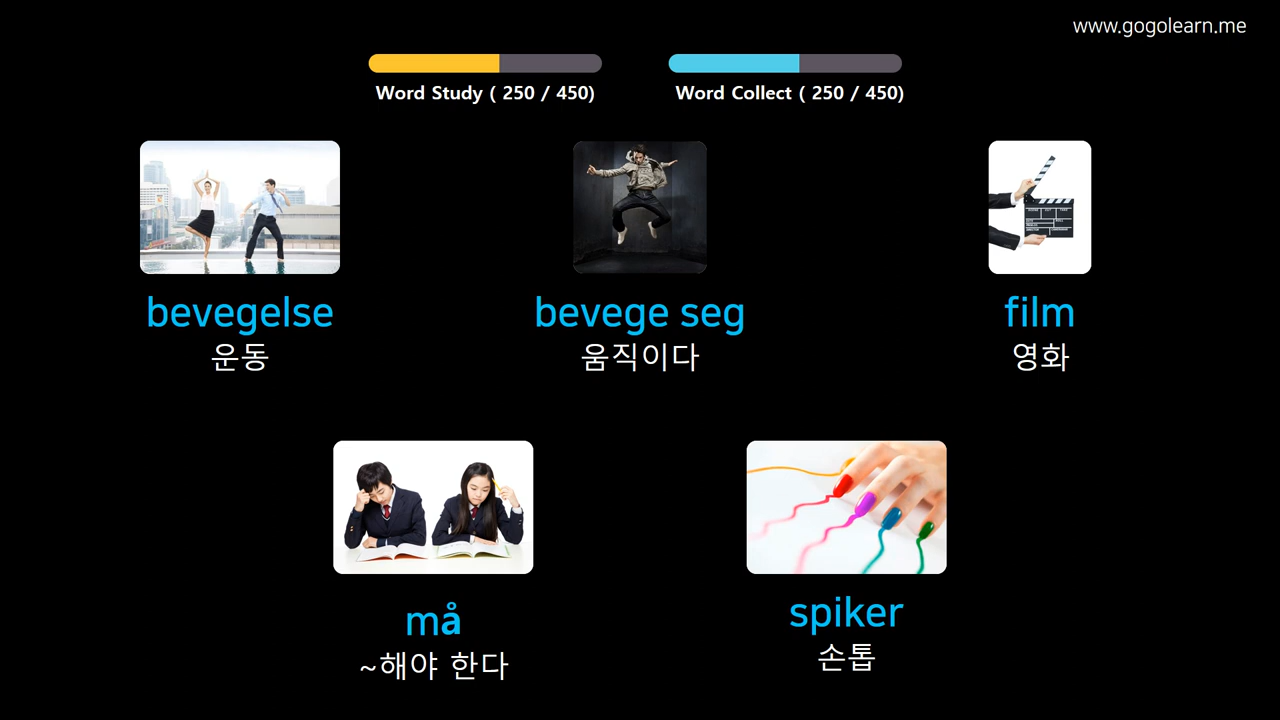 www.gogolearn.me
Word Study ( 250 / 450)
Word Collect ( 250 / 450)
bevegelse
운동
bevege seg
움직이다
film
영화
må
~해야 한다
spiker
손톱